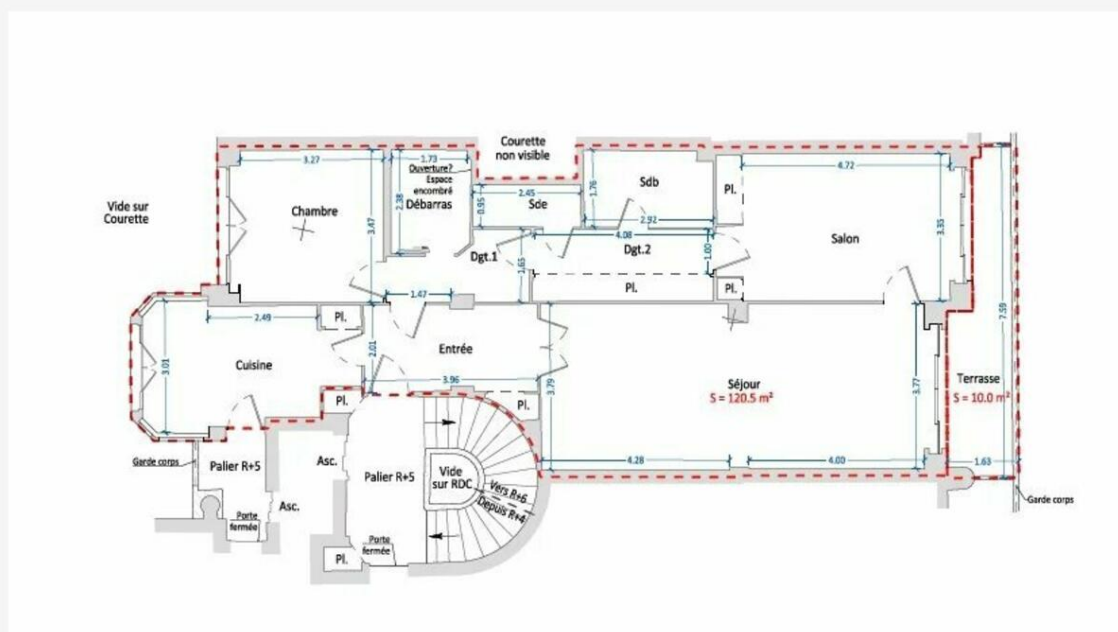 Courette
non visible
Vide sur
Courette
3.27
1.73
Ouverture?
Espace
encombré
Débarras
2.38
3.47
Chambre
2.45
0.95
Sde
1.76
Sdb
2.92
Pl.
4.72
3.35
Salon
Dgt.1
1.65
4.08
Dgt.2
1.00
Pl.
Pl.
1.47
2.49
Pl.
3.01
Cuisine
2.01
Entrée
3.96
3.79
Séjour
S = 120.5 m²
3.77
7.59
Terrasse
S = 10.0 m²
Pl.
Pl.
4.28
4.00
1.63
Garde corps
Palier R+5
Asc.
Palier R+5
Vide
sur RDC
Vers R+6
Depuis R+4
Asc.
Porte
fermée
Porte
fermée
Pl.
Garde corps